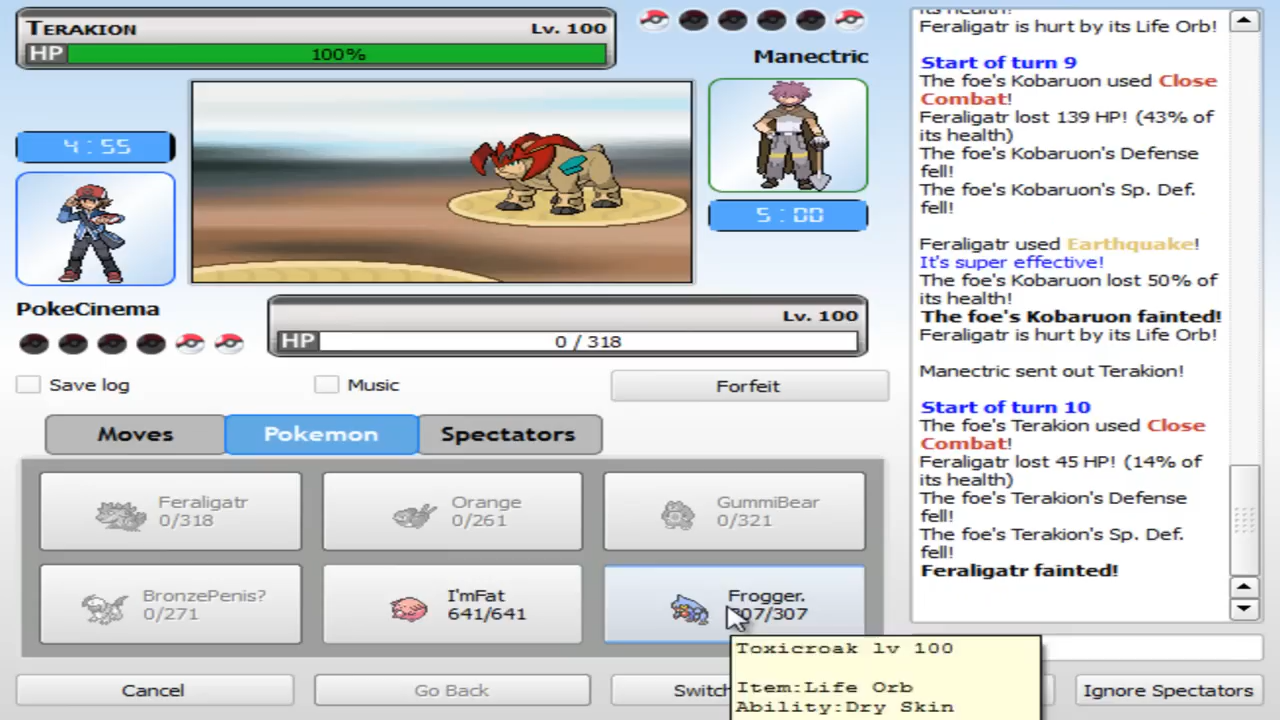 TERAKION Lv. 100
HP 100%
Manectric
4:55
5:00
PokeCinema
Lv. 100
HP 0 / 318
Save log
Music
Forfeit
Moves
Pokemon
Spectators
Feraligatr
0/318
Orange
0/261
GummiBear
0/321
BronzePenis?
0/271
I'mFat
641/641
Frogger.
307/307
Toxicroak lv 100
Item:Life Orb
Ability:Dry Skin
Cancel
Go Back
Switch
Ignore Spectators
its health!
Feraligatr is hurt by its Life Orb!
Start of turn 9
The foe's Kobaruon used Close
Combat!
Feraligatr lost 139 HP! (43% of
its health)
The foe's Kobaruon's Defense
fell!
The foe's Kobaruon's Sp. Def.
fell!
Feraligatr used Earthquake!
It's super effective!
The foe's Kobaruon lost 50% of
its health!
The foe's Kobaruon fainted!
Feraligatr is hurt by its Life Orb!
Manectric sent out Terakion!
Start of turn 10
The foe's Terakion used Close
Combat!
Feraligatr lost 45 HP! (14% of
its health)
The foe's Terakion's Defense
fell!
The foe's Terakion's Sp. Def.
fell!
Feraligatr fainted!